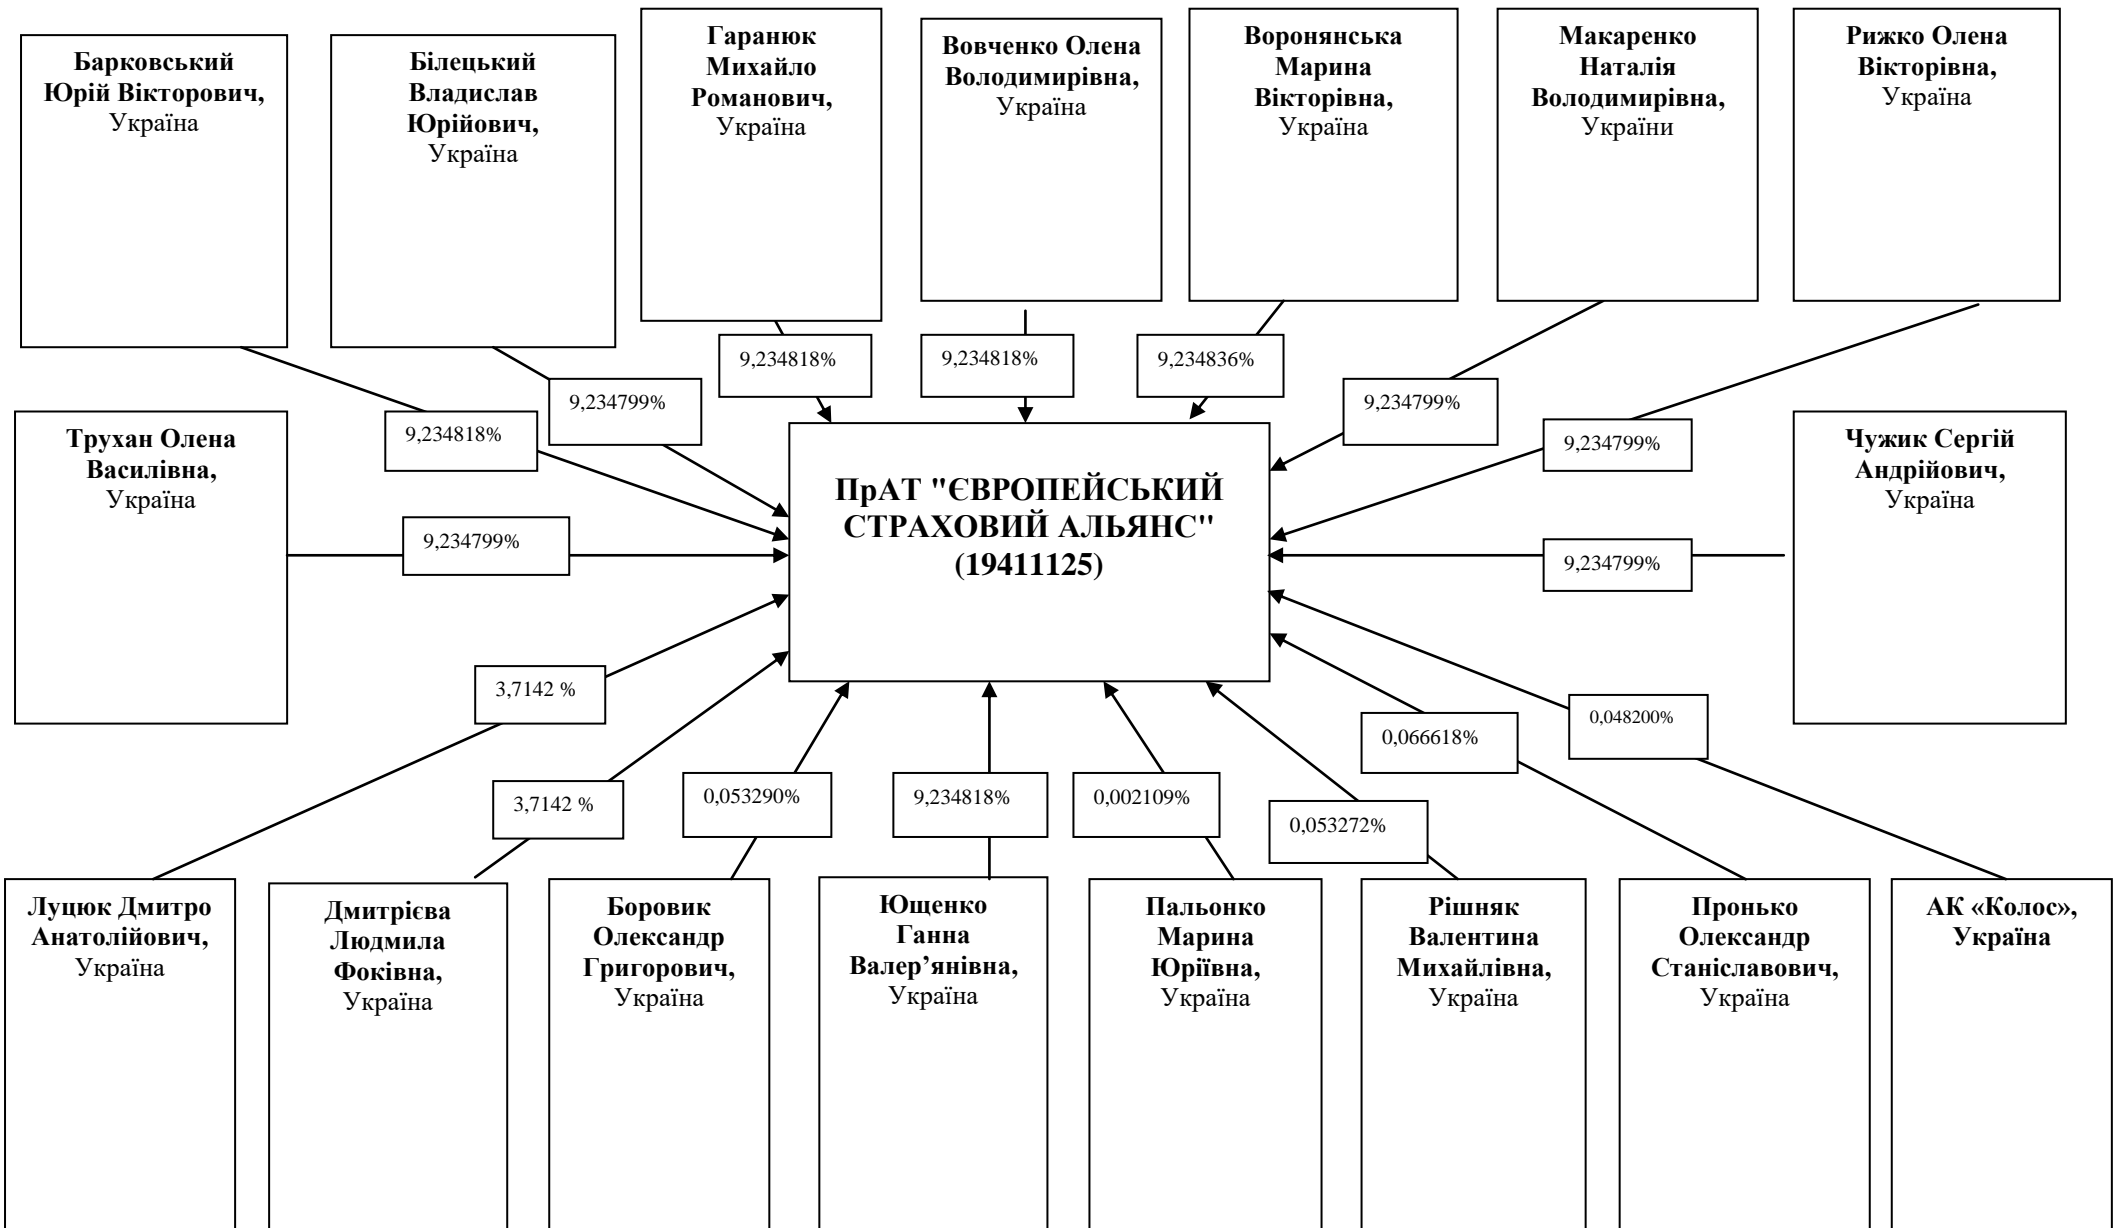 Барковський
Юрій Вікторович,
Україна
Білецький
Владислав
Юрійович,
Україна
Гаранюк
Михайло
Романович,
Україна
Вовченко Олена
Володимирівна,
Україна
Воронянська
Марина
Вікторівна,
Україна
Макаренко
Наталія
Володимирівна,
України
Рижко Олена
Вікторівна,
Україна
9,234818%
9,234799%
9,234818%
9,234818%
9,234836%
9,234799%
9,234799%
Трухан Олена
Василівна,
Україна
9,234799%
ПрАТ "ЄВРОПЕЙСЬКИЙ
СТРАХОВИЙ АЛЬЯНС"
(19411125)
9,234799%
Чужик Сергій
Андрійович,
Україна
3,7142 %
3,7142 %
0,053290%
9,234818%
0,002109%
0,053272%
0,066618%
0,048200%
Луцюк Дмитро
Анатолійович,
Україна
Дмитрієва
Людмила
Фоківна,
Україна
Боровик
Олександр
Григорович,
Україна
Ющенко
Ганна
Валер’янівна,
Україна
Пальонко
Марина
Юріївна,
Україна
Рішняк
Валентина
Михайлівна,
Україна
Пронько
Олександр
Станіславович,
Україна
АК «Колос»,
Україна